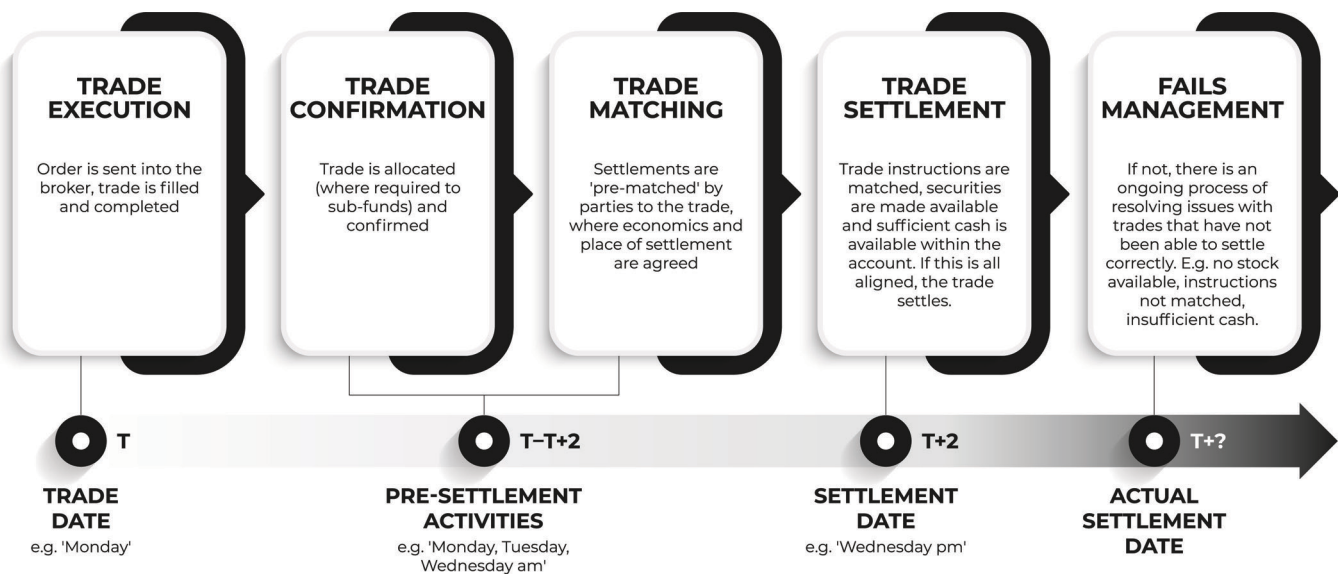 TRADE
EXECUTION
Order is sent into the
broker, trade is filled
and completed
TRADE
CONFIRMATION
Trade is allocated
(where required to
sub-funds) and
confirmed
TRADE
MATCHING
Settlements are
'pre-matched' by
parties to the trade,
where economics and
place of settlement
are agreed
TRADE
SETTLEMENT
Trade instructions are
matched, securities
are made available
and sufficient cash is
available within the
account. If this is all
aligned, the trade
settles.
FAILS
MANAGEMENT
If not, there is an
ongoing process of
resolving issues with
trades that have not
been able to settle
correctly. E.g. no stock
available, instructions
not matched,
insufficient cash.
T
T–T+2
T+2
T+?
TRADE
DATE
e.g. 'Monday'
PRE-SETTLEMENT
ACTIVITIES
e.g. 'Monday, Tuesday,
Wednesday am'
SETTLEMENT
DATE
e.g. 'Wednesday pm'
ACTUAL
SETTLEMENT
DATE